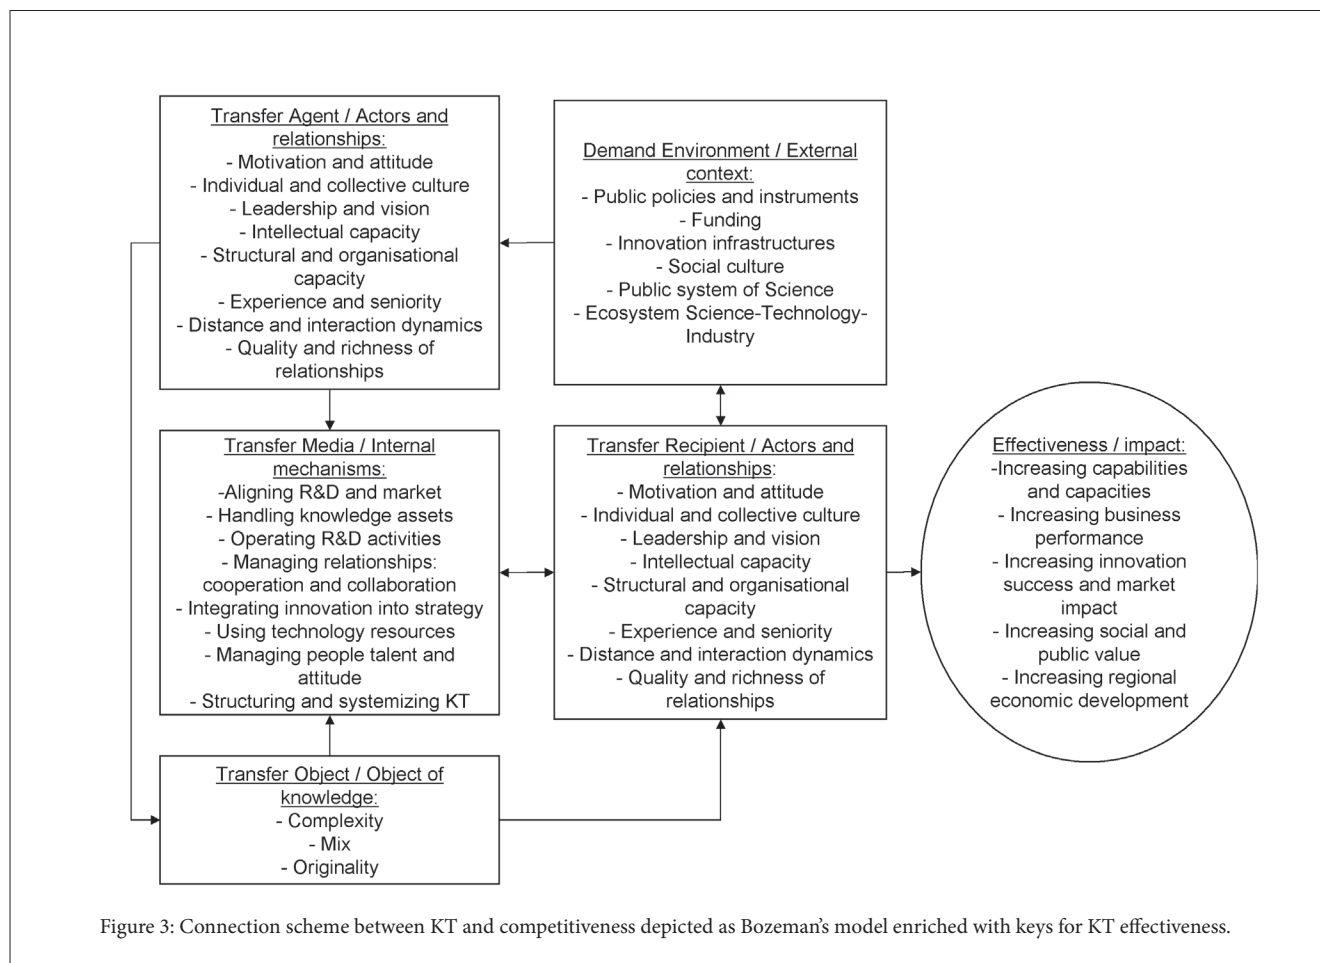 Transfer Agent / Actors and
relationships:
- Motivation and attitude
- Individual and collective culture
- Leadership and vision
- Intellectual capacity
- Structural and organisational
capacity
- Experience and seniority
- Distance and interaction dynamics
- Quality and richness of
relationships
Demand Environment / External
context:
- Public policies and instruments
- Funding
- Innovation infrastructures
- Social culture
- Public system of Science
- Ecosystem Science-Technology-
Industry
Transfer Media / Internal
mechanisms:
-Aligning R&D and market
- Handling knowledge assets
- Operating R&D activities
- Managing relationships:
cooperation and collaboration
- Integrating innovation into strategy
- Using technology resources
- Managing people talent and
attitude
- Structuring and systemizing KT
Transfer Recipient / Actors and
relationships:
- Motivation and attitude
- Individual and collective culture
- Leadership and vision
- Intellectual capacity
- Structural and organisational
capacity
- Experience and seniority
- Distance and interaction dynamics
- Quality and richness of
relationships
Effectiveness / impact:
-Increasing capabilities
and capacities
- Increasing business
performance
- Increasing innovation
success and market
impact
- Increasing social and
public value
- Increasing regional
economic development
Transfer Object / Object of
knowledge:
- Complexity
- Mix
- Originality
Figure 3: Connection scheme between KT and competitiveness depicted as Bozeman’s model enriched with keys for KT effectiveness.